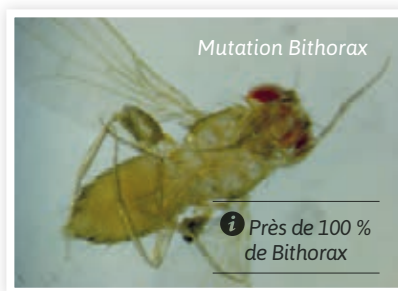 Mutation Bithorax
i Près de 100 %
de Bithorax